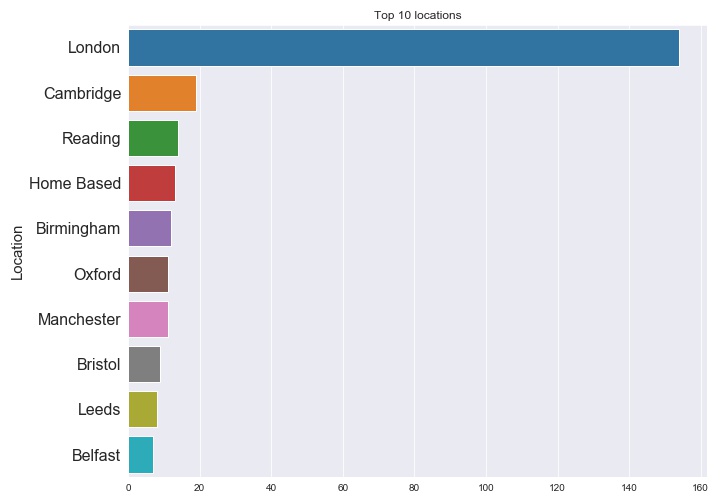 Top 10 locations
Location
London
Cambridge
Reading
Home Based
Birmingham
Oxford
Manchester
Bristol
Leeds
Belfast
0 20 40 60 80 100 120 140 160